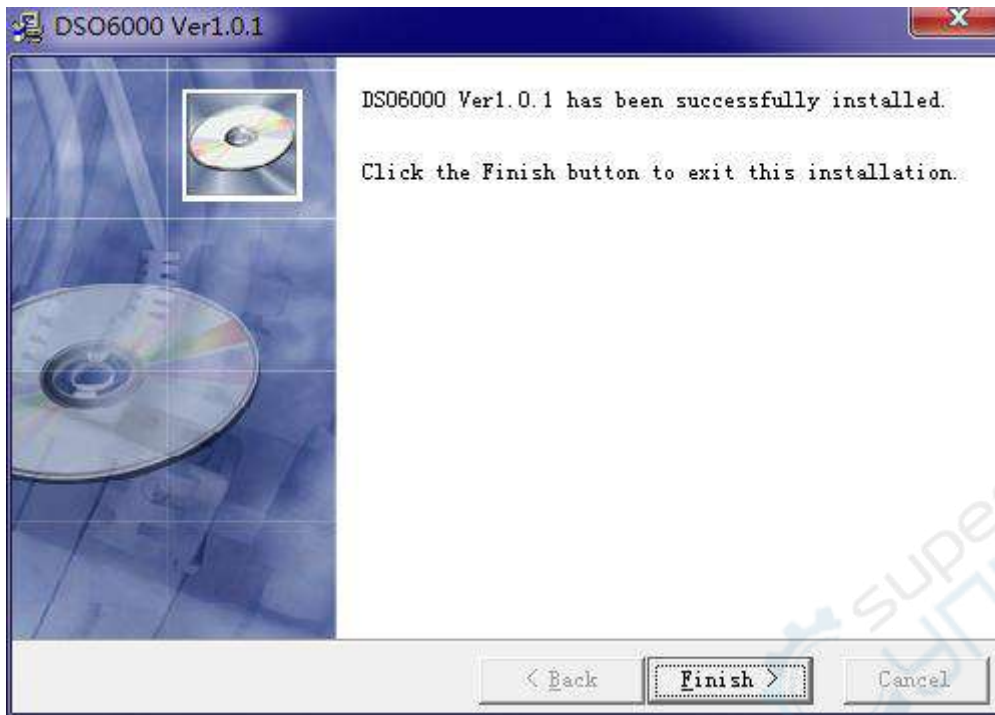 DSO6000 Ver1.0.1
DSO6000 Ver1.0.1 has been successfully installed.
Click the Finish button to exit this installation.
< Back
Finish >
Cancel